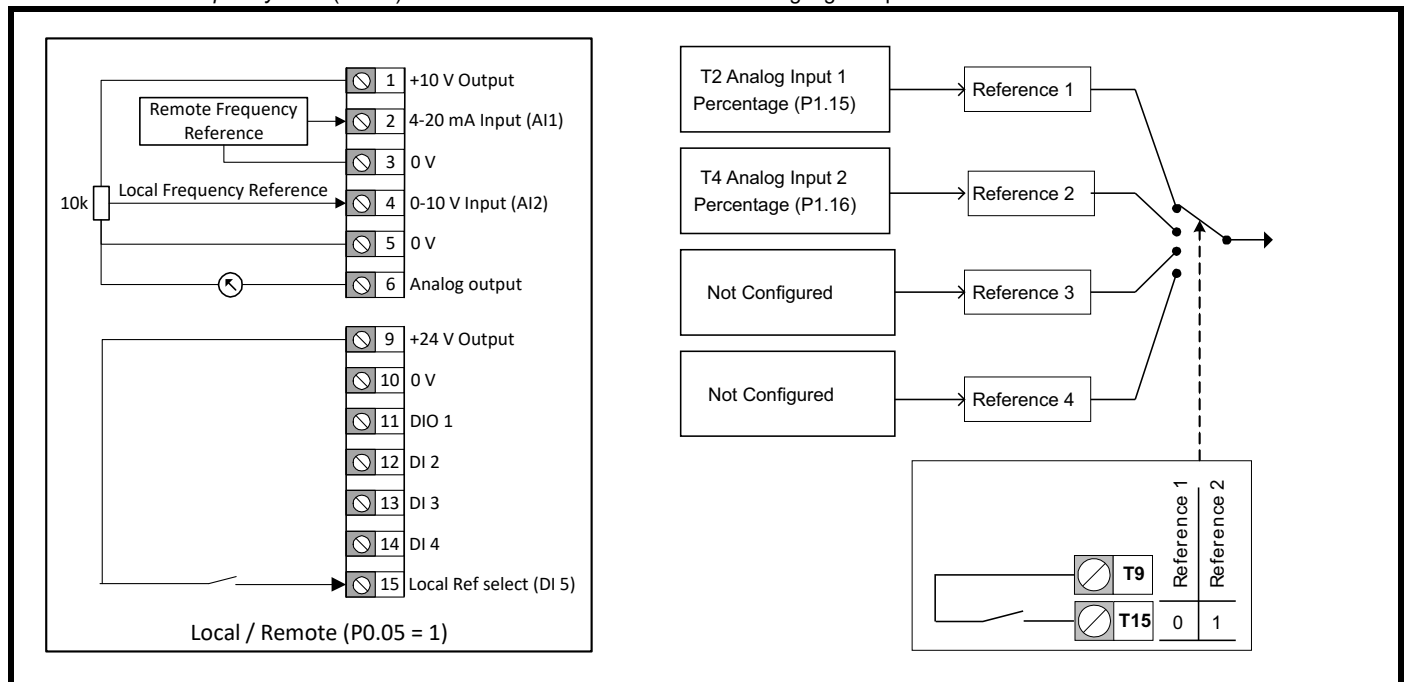 1 +10 V Output
Remote Frequency
Reference
2 4-20 mA Input (AI1)
3 0 V
10k
Local Frequency Reference
4 0-10 V Input (AI2)
5 0 V
6 Analog output
9 +24 V Output
10 0 V
11 DIO 1
12 DI 2
13 DI 3
14 DI 4
15 Local Ref select (DI 5)
Local / Remote (P0.05 = 1)
T2 Analog Input 1
Percentage (P1.15)
Reference 1
T4 Analog Input 2
Percentage (P1.16)
Reference 2
Not Configured
Reference 3
Not Configured
Reference 4
Reference 1
Reference 2
T9
T15 0 1